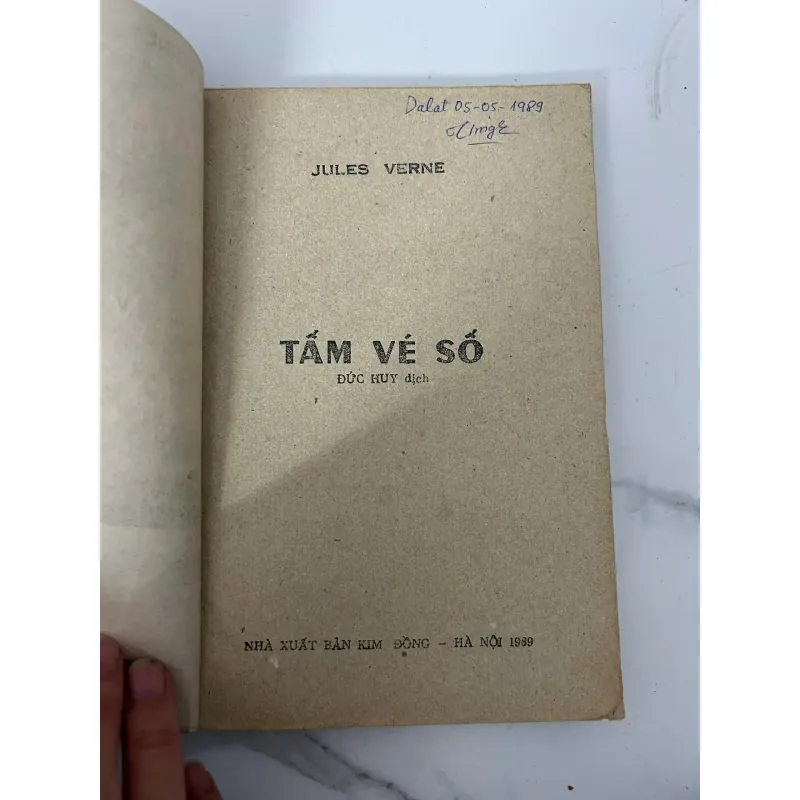 Dalat 05-05-1989
JULES VERNE
TẤM VÉ SỐ
ĐỨC HUY dịch
NHÀ XUẤT BẢN KIM ĐỒNG - HÀ NỘI 1989